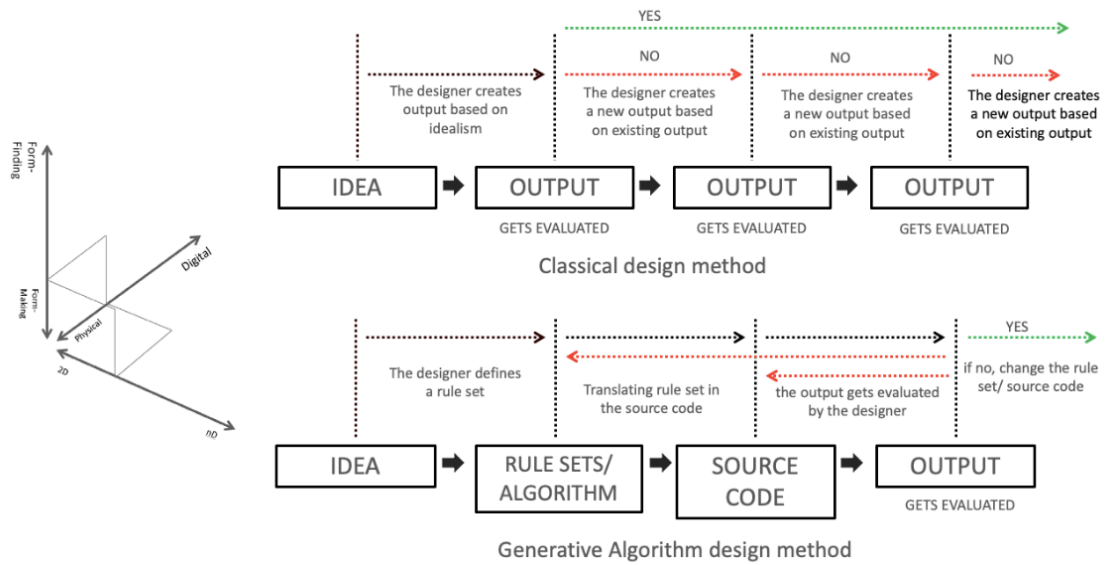 Form-
Finding
Form-
Making
Digital
Physical
2D
nD
YES
NO
NO
NO
The designer creates
output based on
idealism
The designer creates
a new output based
on existing output
The designer creates
a new output based
on existing output
The designer creates
a new output based
on existing output
IDEA
OUTPUT
OUTPUT
OUTPUT
GETS EVALUATED
GETS EVALUATED
GETS EVALUATED
Classical design method
YES
The designer defines
a rule set
Translating rule set in
the source code
the output gets evaluated
by the designer
if no, change the rule
set/ source code
IDEA
RULE SETS/
ALGORITHM
SOURCE
CODE
OUTPUT
GETS EVALUATED
Generative Algorithm design method